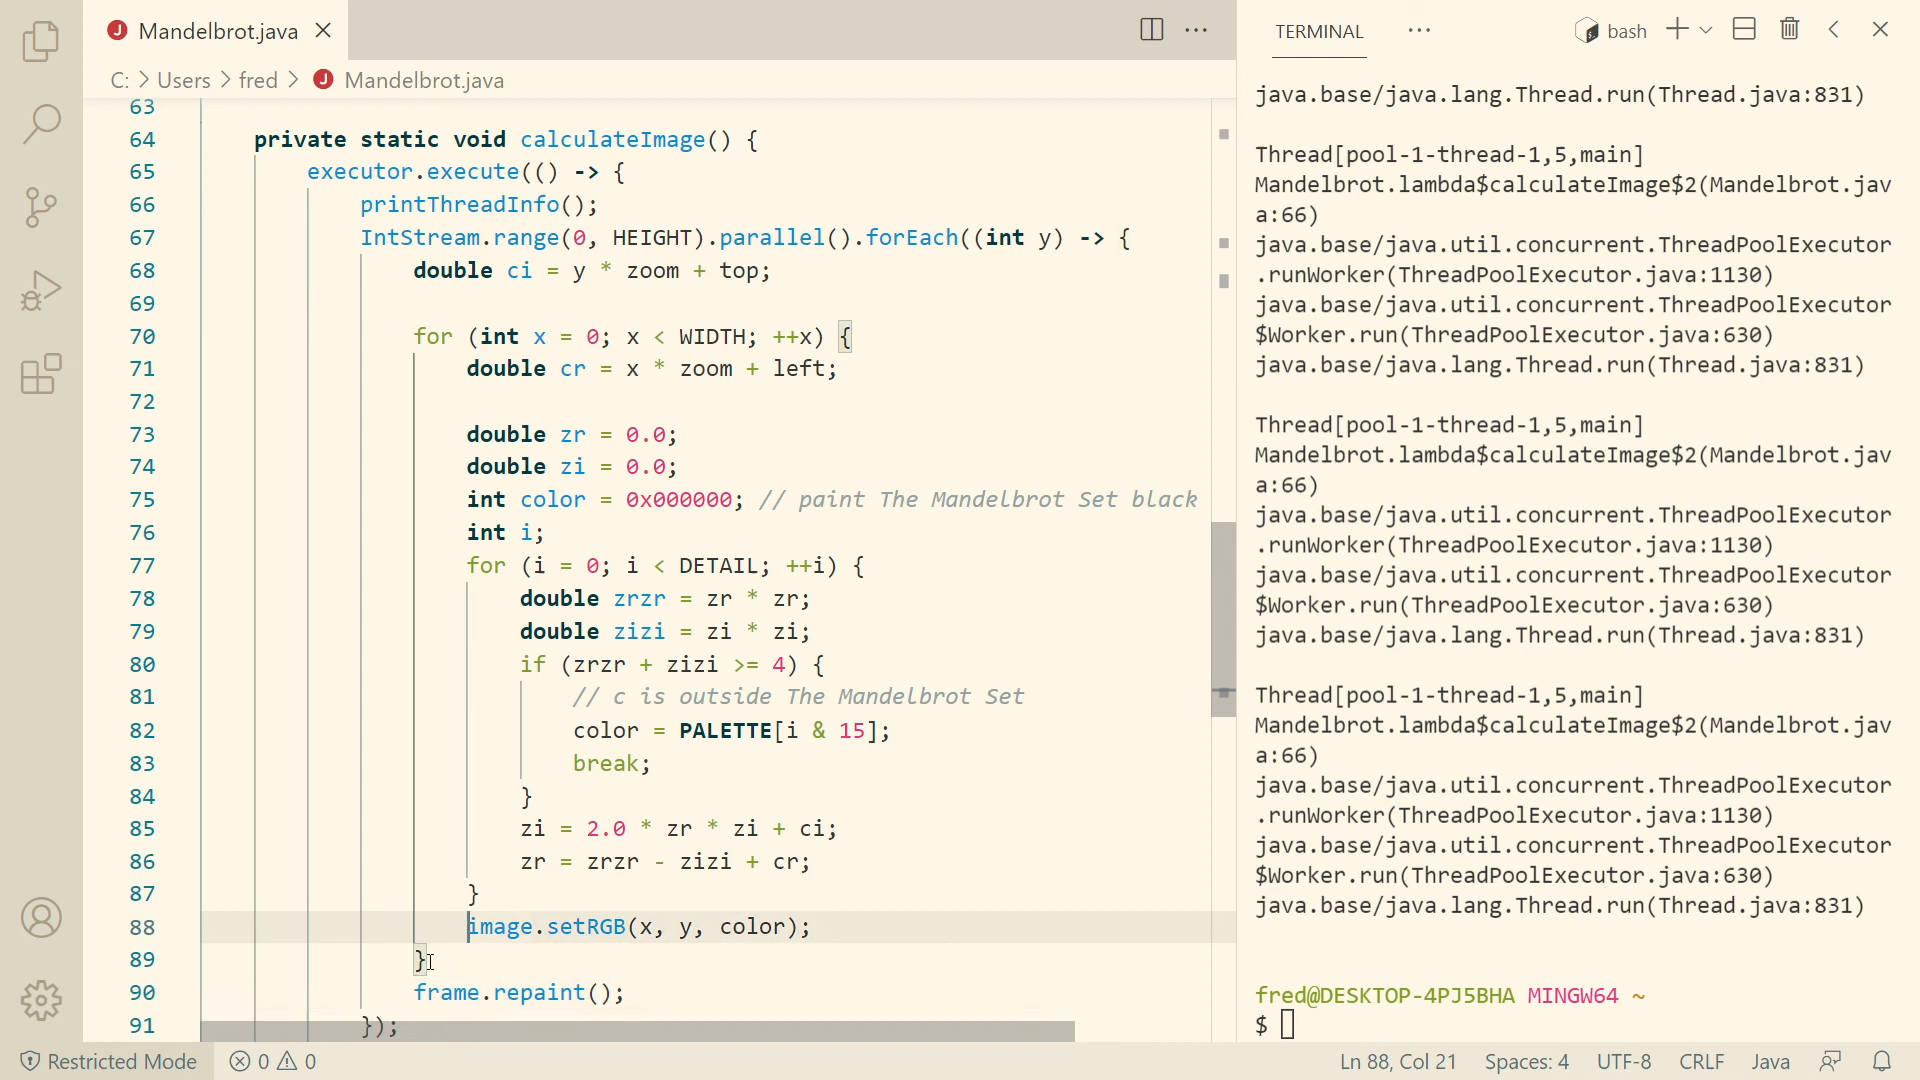 Mandelbrot.java
C: > Users > fred > Mandelbrot.java
63
64 private static void calculateImage() {
65 executor.execute(() -> {
66 printThreadInfo();
67 IntStream.range(0, HEIGHT).parallel().forEach((int y) -> {
68 double ci = y * zoom + top;
69
70 for (int x = 0; x < WIDTH; ++x) {
71 double cr = x * zoom + left;
72
73 double zr = 0.0;
74 double zi = 0.0;
75 int color = 0x000000; // paint The Mandelbrot Set black
76 int i;
77 for (i = 0; i < DETAIL; ++i) {
78 double zrzr = zr * zr;
79 double zizi = zi * zi;
80 if (zrzr + zizi >= 4) {
81 // c is outside The Mandelbrot Set
82 color = PALETTE[i & 15];
83 break;
84 }
85 zi = 2.0 * zr * zi + ci;
86 zr = zrzr - zizi + cr;
87 }
88 image.setRGB(x, y, color);
89 }
90 frame.repaint();
91 });
TERMINAL
bash
java.base/java.lang.Thread.run(Thread.java:831)
Thread[pool-1-thread-1,5,main]
Mandelbrot.lambda$calculateImage$2(Mandelbrot.jav
a:66)
java.base/java.util.concurrent.ThreadPoolExecutor
.runWorker(ThreadPoolExecutor.java:1130)
java.base/java.util.concurrent.ThreadPoolExecutor
$Worker.run(ThreadPoolExecutor.java:630)
java.base/java.lang.Thread.run(Thread.java:831)
Thread[pool-1-thread-1,5,main]
Mandelbrot.lambda$calculateImage$2(Mandelbrot.jav
a:66)
java.base/java.util.concurrent.ThreadPoolExecutor
.runWorker(ThreadPoolExecutor.java:1130)
java.base/java.util.concurrent.ThreadPoolExecutor
$Worker.run(ThreadPoolExecutor.java:630)
java.base/java.lang.Thread.run(Thread.java:831)
Thread[pool-1-thread-1,5,main]
Mandelbrot.lambda$calculateImage$2(Mandelbrot.jav
a:66)
java.base/java.util.concurrent.ThreadPoolExecutor
.runWorker(ThreadPoolExecutor.java:1130)
java.base/java.util.concurrent.ThreadPoolExecutor
$Worker.run(ThreadPoolExecutor.java:630)
java.base/java.lang.Thread.run(Thread.java:831)
fred@DESKTOP-4PJ5BHA MINGW64 ~
$
Restricted Mode 0 0 Ln 88, Col 21 Spaces: 4 UTF-8 CRLF Java